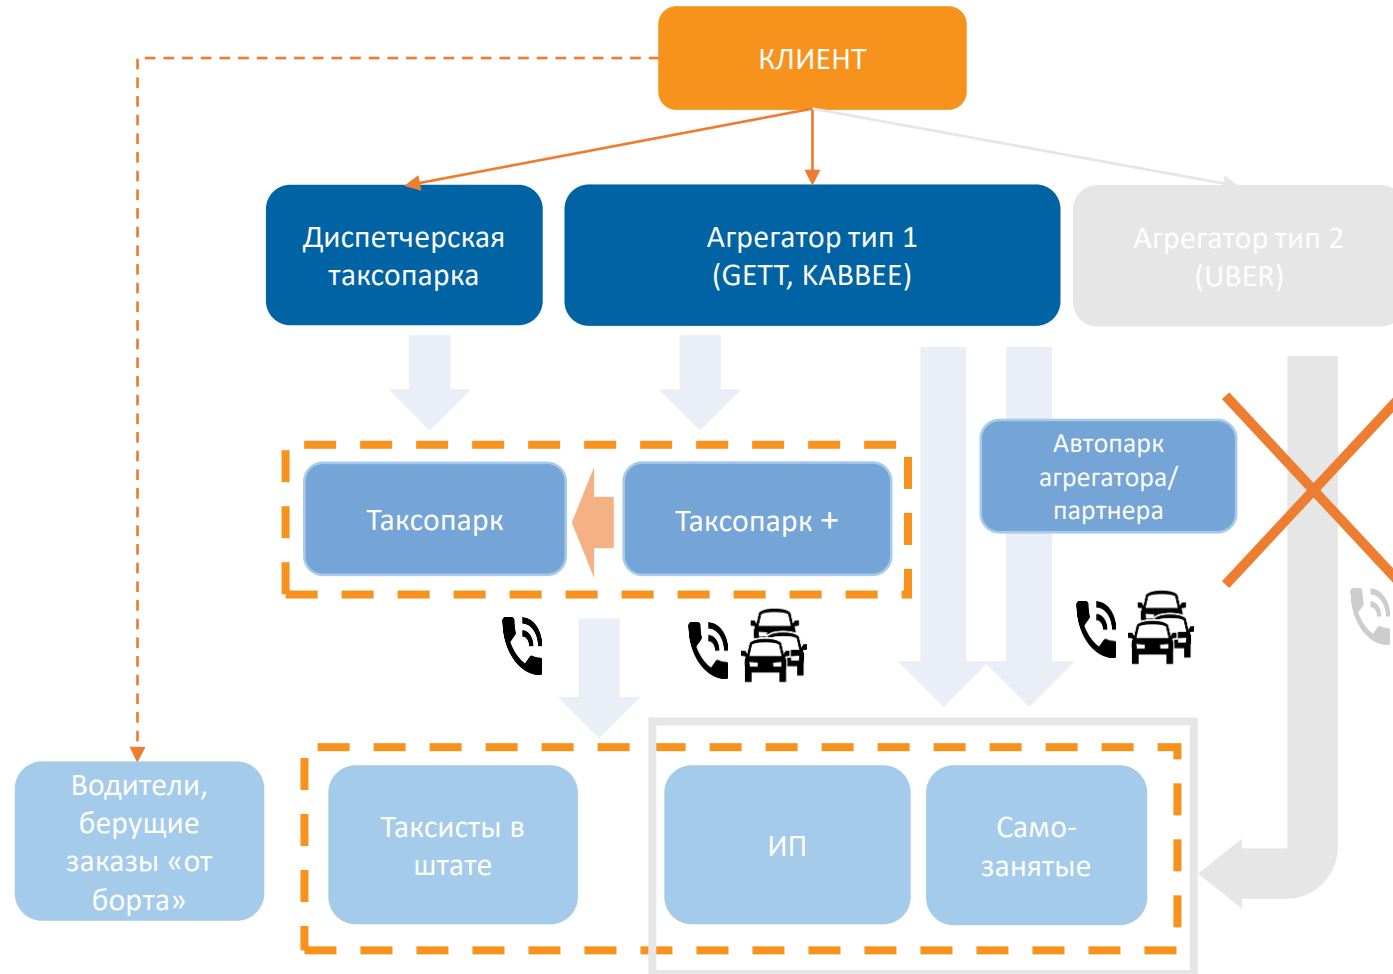 КЛИЕНТ
Диспетчерская
таксопарка
Агрегатор тип 1
(GETT, KABBEE)
Агрегатор тип 2
(UBER)
Таксопарк
Таксопарк +
Автопарк
агрегатора/
партнера
Водители,
берущие
заказы «от
борта»
Таксисты в
штате
ИП
Само-
занятые